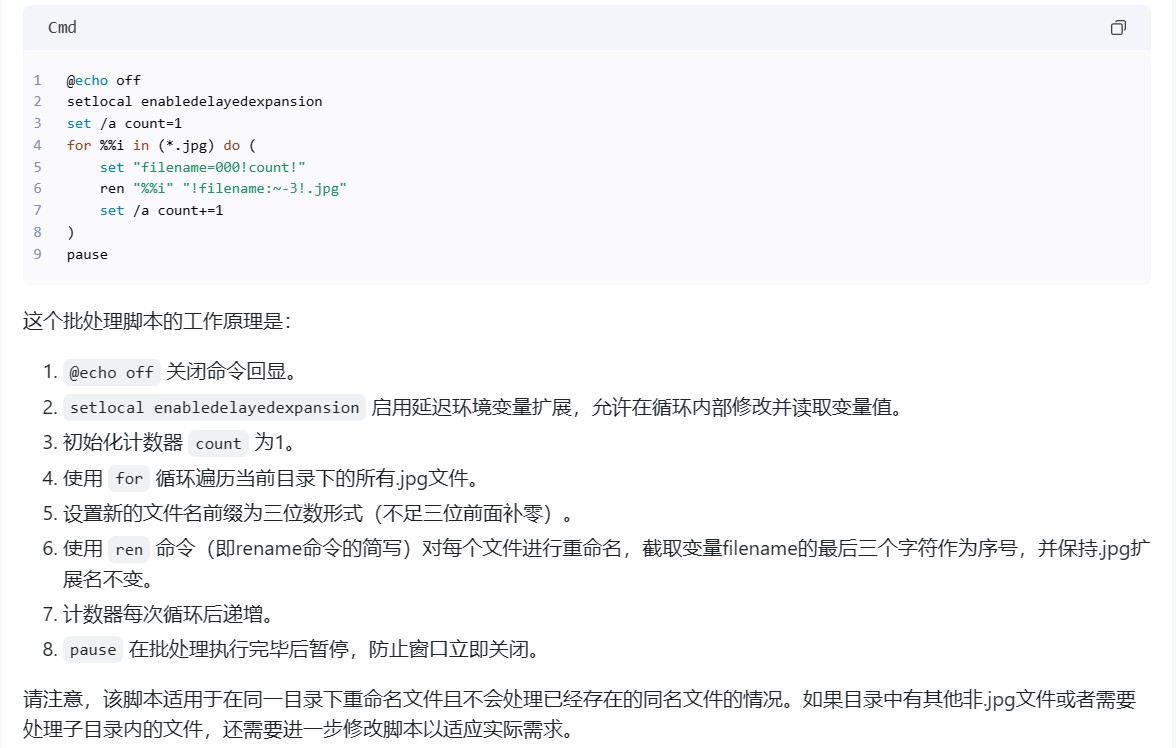 Cmd
1 @echo off
2 setlocal enabledelayedexpansion
3 set /a count=1
4 for %%i in (*.jpg) do (
5     set "filename=000!count!"
6     ren "%%i" "!filename:~-3!.jpg"
7     set /a count+=1
8 )
9 pause
这个批处理脚本的工作原理是：
1. @echo off 关闭命令回显。
2. setlocal enabledelayedexpansion 启用延迟环境变量扩展，允许在循环内部修改并读取变量值。
3. 初始化计数器 count 为1。
4. 使用 for 循环遍历当前目录下的所有.jpg文件。
5. 设置新的文件名前缀为三位数形式（不足三位前面补零）。
6. 使用 ren 命令（即rename命令的简写）对每个文件进行重命名，截取变量filename的最后三个字符作为序号，并保持.jpg扩
展名不变。
7. 计数器每次循环后递增。
8. pause 在批处理执行完毕后暂停，防止窗口立即关闭。
请注意，该脚本适用于在同一目录下重命名文件且不会处理已经存在的同名文件的情况。如果目录中有其他非.jpg文件或者需要
处理子目录内的文件，还需要进一步修改脚本以适应实际需求。